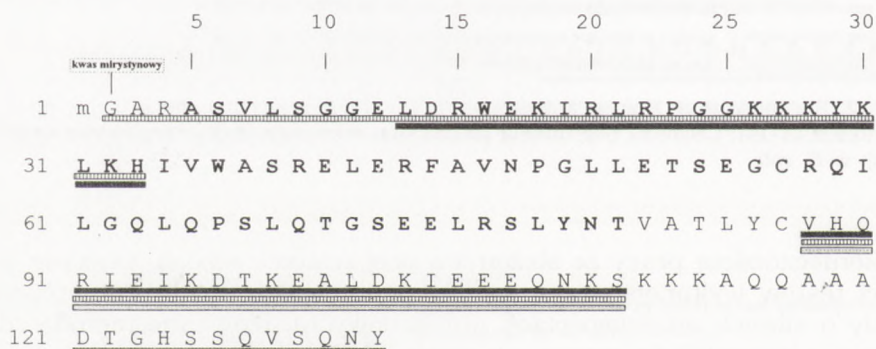 5 10 15 20 25 30
kwas mirystynowy
1 m G A R A S V L S G G E L D R W E K I R L R P G G K K K Y K
31 L K H I V W A S R E L E R F A V N P G L L E T S E G C R Q I
61 L G Q L Q P S L Q T G S E E L R S L Y N T V A T L Y C V H Q
91 R I E I K D T K E A L D K I E E E Q N K S K K K A Q Q A A A
121 D T G H S S Q V S Q N Y